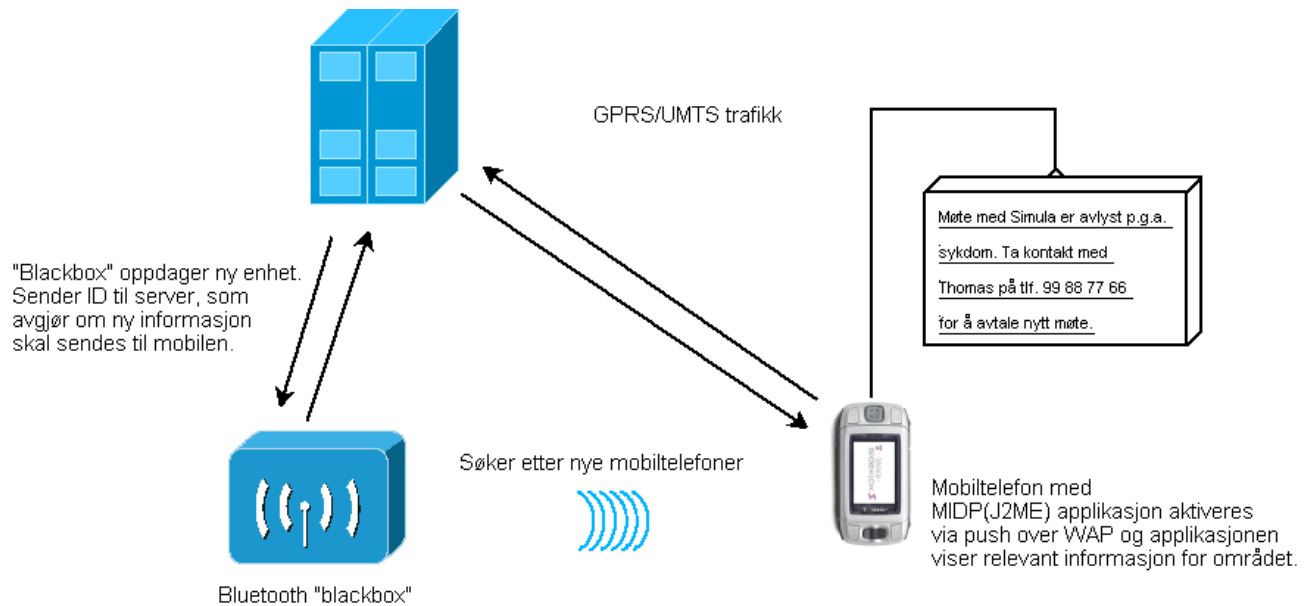 GPRS/UMTS trafikk
Møte med Simula er avlyst p.g.a.
sykdom. Ta kontakt med
Thomas på tlf. 99 88 77 66
for å avtale nytt møte.
"Blackbox" oppdager ny enhet.
Sender ID til server, som
avgjør om ny informasjon
skal sendes til mobilen.
Søker etter nye mobiltelefoner
Mobiltelefon med
MIDP(J2ME) applikasjon aktiveres
via push over WAP og applikasjonen
viser relevant informasjon for området.
Bluetooth "blackbox"